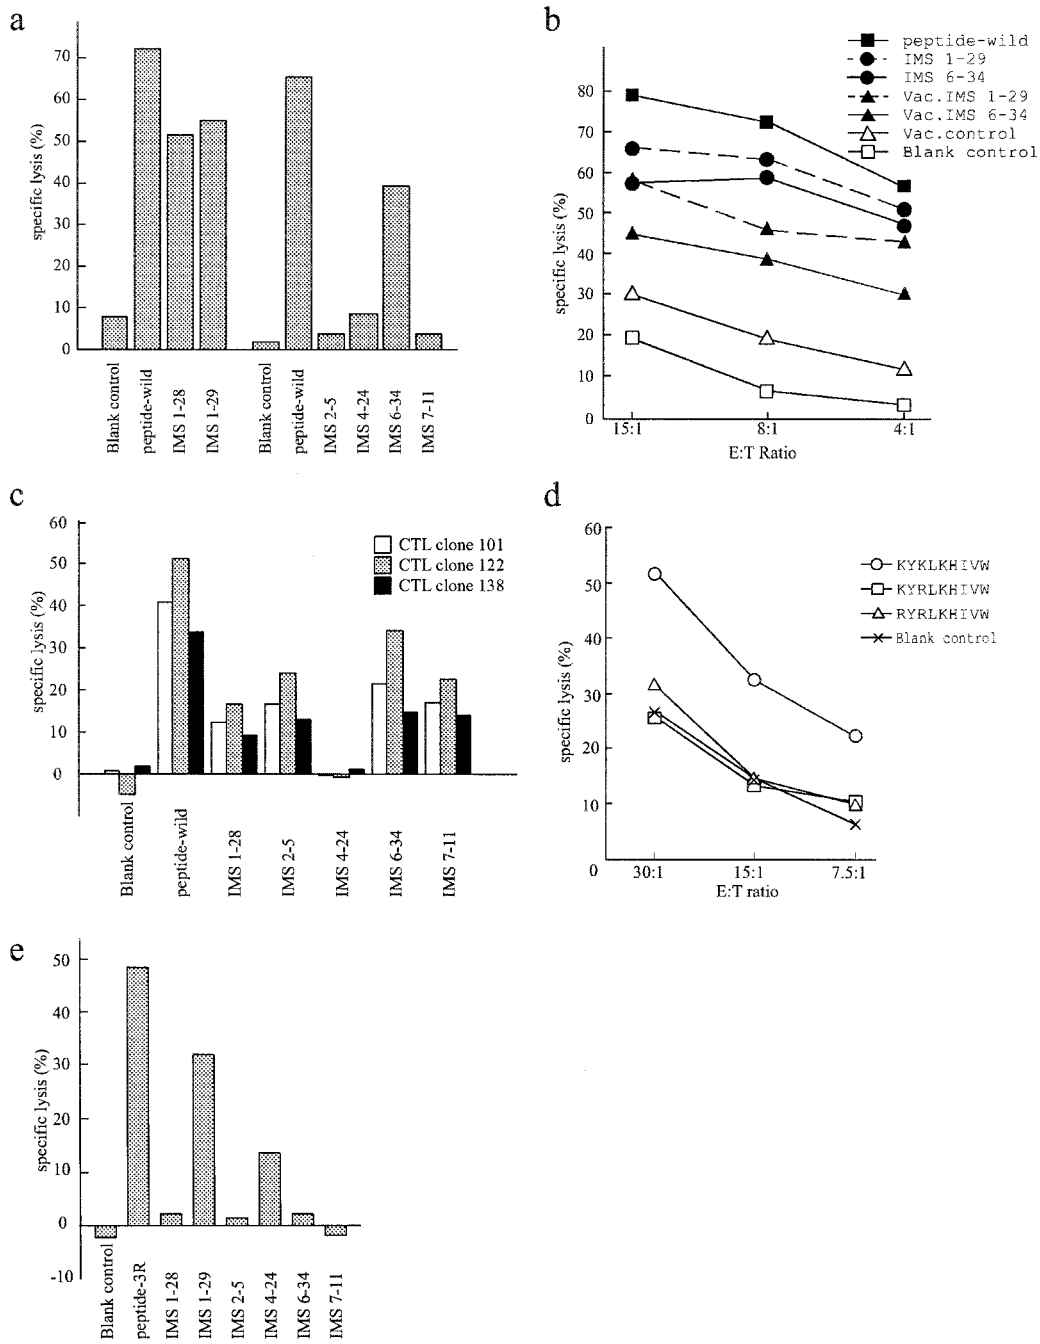 a
specific lysis (%)
70
60
50
40
30
20
10
0
Blank control
peptide-wild
IMS 1-28
IMS 1-29
Blank control
peptide-wild
IMS 2-5
IMS 4-24
IMS 6-34
IMS 7-11
b
specific lysis (%)
80
70
60
50
40
30
20
10
0
15:1
8:1
4:1
E:T Ratio
peptide-wild
IMS 1-29
IMS 6-34
Vac.IMS 1-29
Vac.IMS 6-34
Vac.control
Blank control
c
specific lysis (%)
60
50
40
30
20
10
0
CTL clone 101
CTL clone 122
CTL clone 138
Blank control
peptide-wild
IMS 1-28
IMS 2-5
IMS 4-24
IMS 6-34
IMS 7-11
d
specific lysis (%)
60
50
40
30
20
10
0
30:1
15:1
7.5:1
E:T ratio
KYKLKHIVW
KYRLKHIVW
RYRLKHIVW
Blank control
e
specific lysis (%)
50
40
30
20
10
0
-10
Blank control
peptide-3R
IMS 1-28
IMS 1-29
IMS 2-5
IMS 4-24
IMS 6-34
IMS 7-11